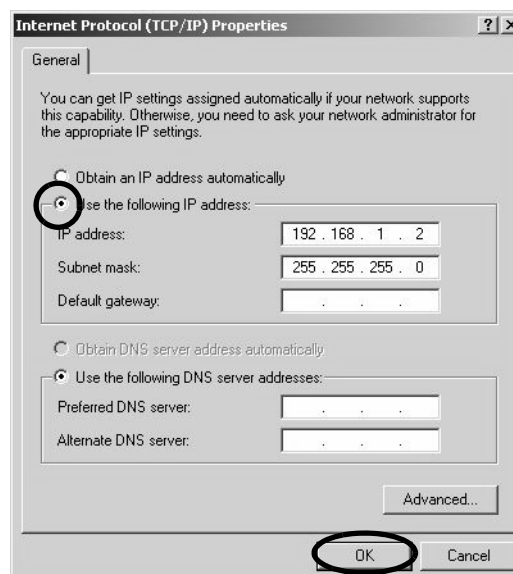 Internet Protocol (TCP/IP) Properties
General
You can get IP settings assigned automatically if your network supports
this capability. Otherwise, you need to ask your network administrator for
the appropriate IP settings.
Obtain an IP address automatically
Use the following IP address:
IP address: 192 . 168 . 1 . 2
Subnet mask: 255 . 255 . 255 . 0
Default gateway: . . .
Obtain DNS server address automatically
Use the following DNS server addresses:
Preferred DNS server: . . .
Alternate DNS server: . . .
Advanced...
OK Cancel